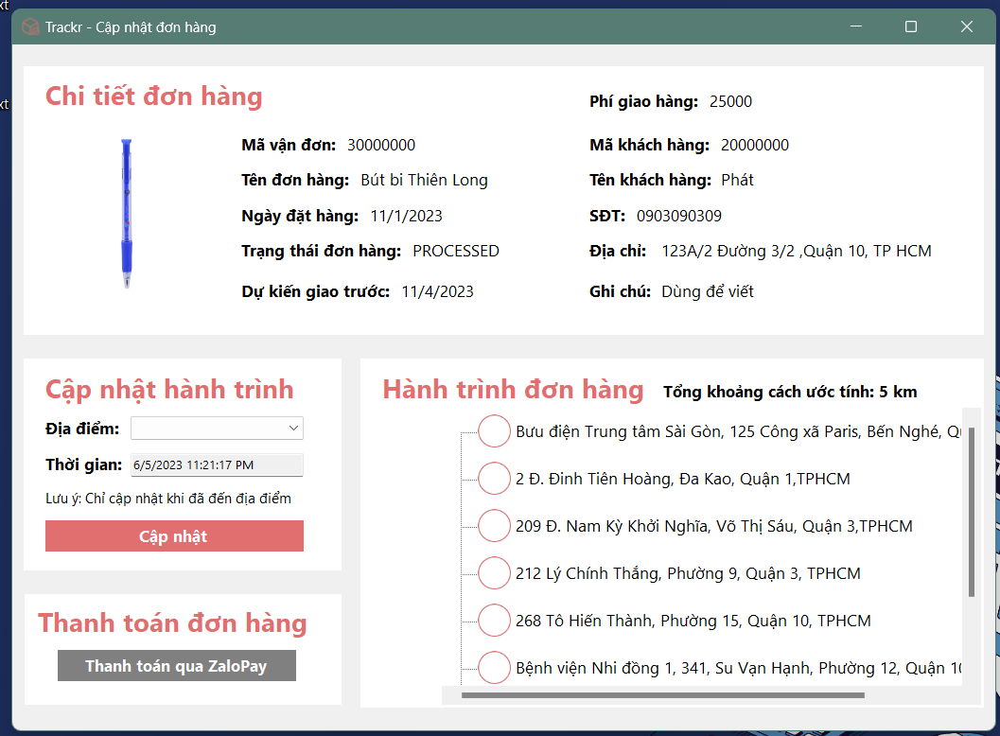 xt
xt
Trackr - Cập nhật đơn hàng
Chi tiết đơn hàng
Mã vận đơn: 30000000
Tên đơn hàng: Bút bi Thiên Long
Ngày đặt hàng: 11/1/2023
Trạng thái đơn hàng: PROCESSED
Dự kiến giao trước: 11/4/2023
Phí giao hàng: 25000
Mã khách hàng: 20000000
Tên khách hàng: Phát
SĐT: 0903090309
Địa chỉ: 123A/2 Đường 3/2 ,Quận 10, TP HCM
Ghi chú: Dùng để viết
Cập nhật hành trình
Địa điểm:
Thời gian: 6/5/2023 11:21:17 PM
Lưu ý: Chỉ cập nhật khi đã đến địa điểm
Cập nhật
Thanh toán đơn hàng
Thanh toán qua ZaloPay
Hành trình đơn hàng Tổng khoảng cách ước tính: 5 km
Bưu điện Trung tâm Sài Gòn, 125 Công xã Paris, Bến Nghé, Qu
2 Đ. Đinh Tiên Hoàng, Đa Kao, Quận 1,TPHCM
209 Đ. Nam Kỳ Khởi Nghĩa, Võ Thị Sáu, Quận 3,TPHCM
212 Lý Chính Thắng, Phường 9, Quận 3, TPHCM
268 Tô Hiến Thành, Phường 15, Quận 10, TPHCM
Bệnh viện Nhi đồng 1, 341, Su Vạn Hạnh, Phường 12, Quận 10